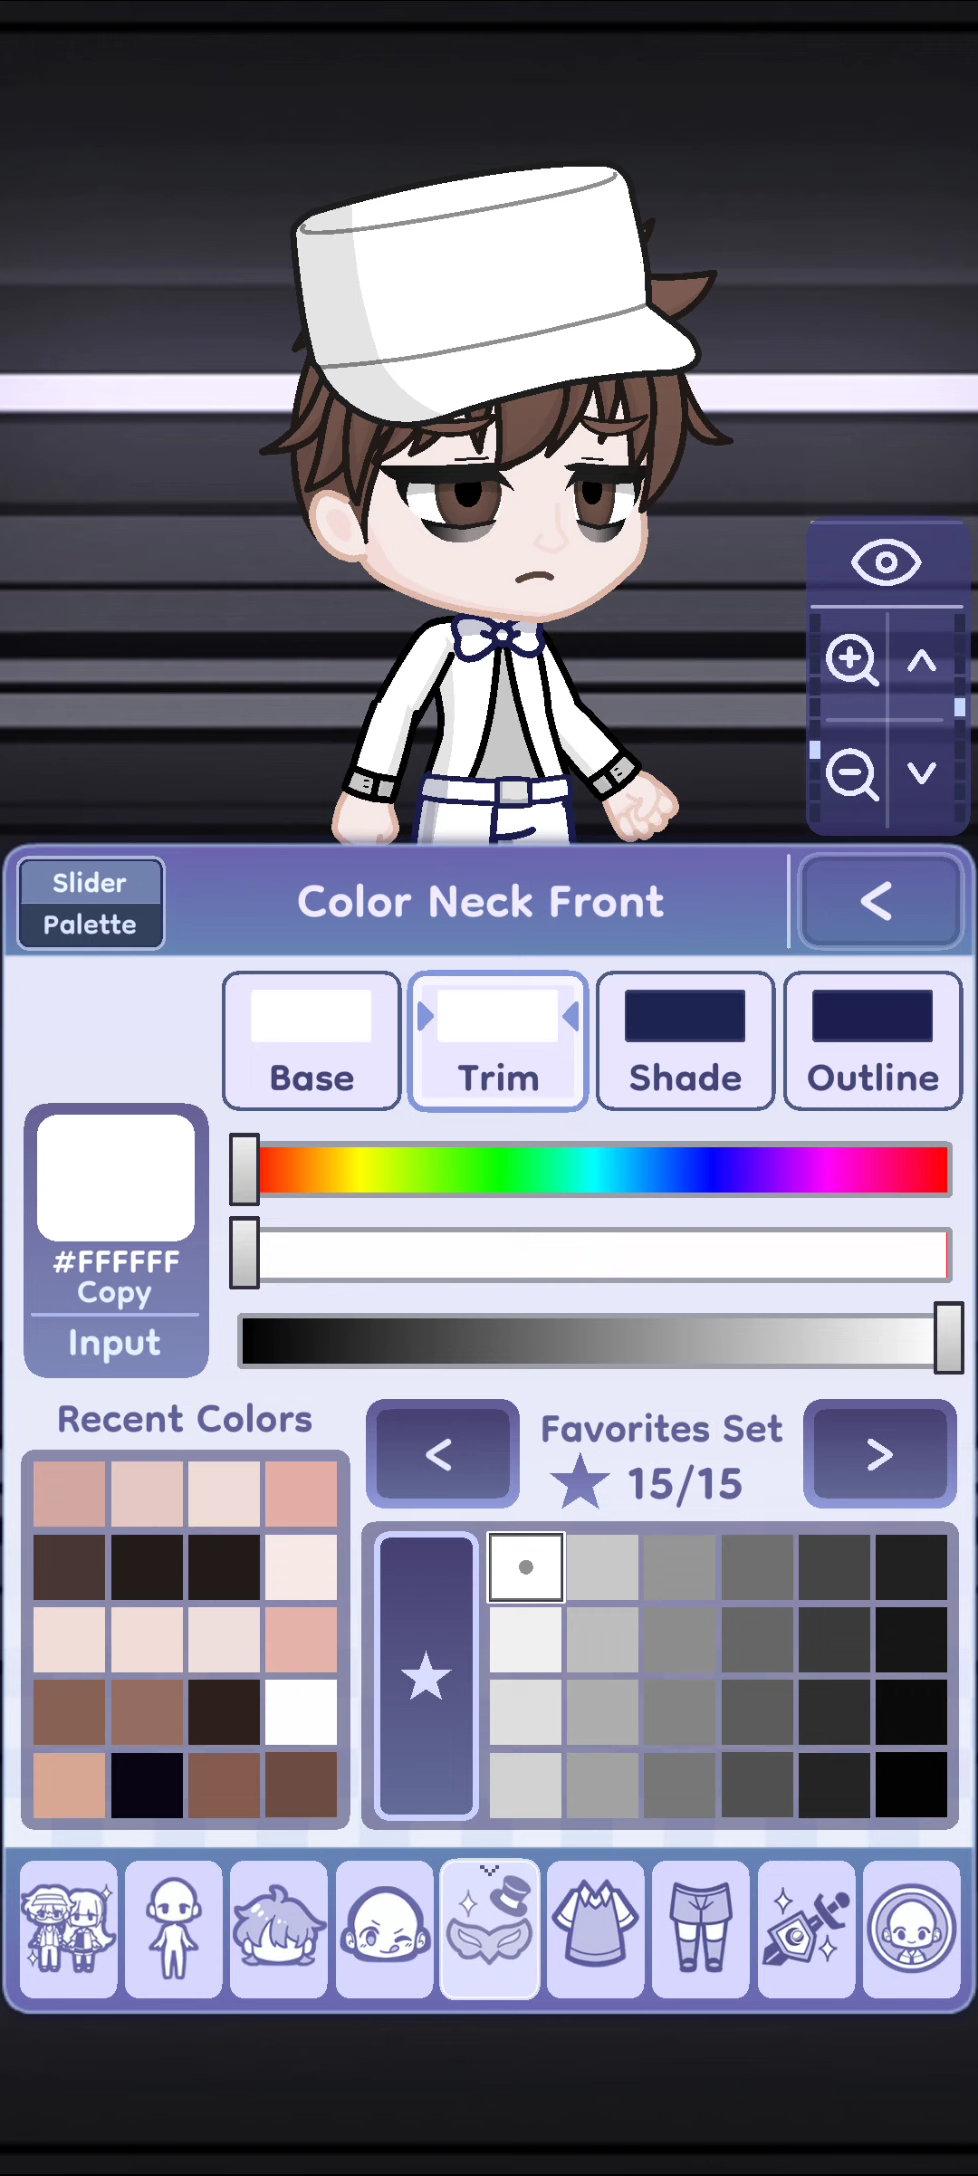 Slider
Palette
Color Neck Front
<
Base
Trim
Shade
Outline
#FFFFFF
Copy
Input
Recent Colors
<
Favorites Set
15/15
>